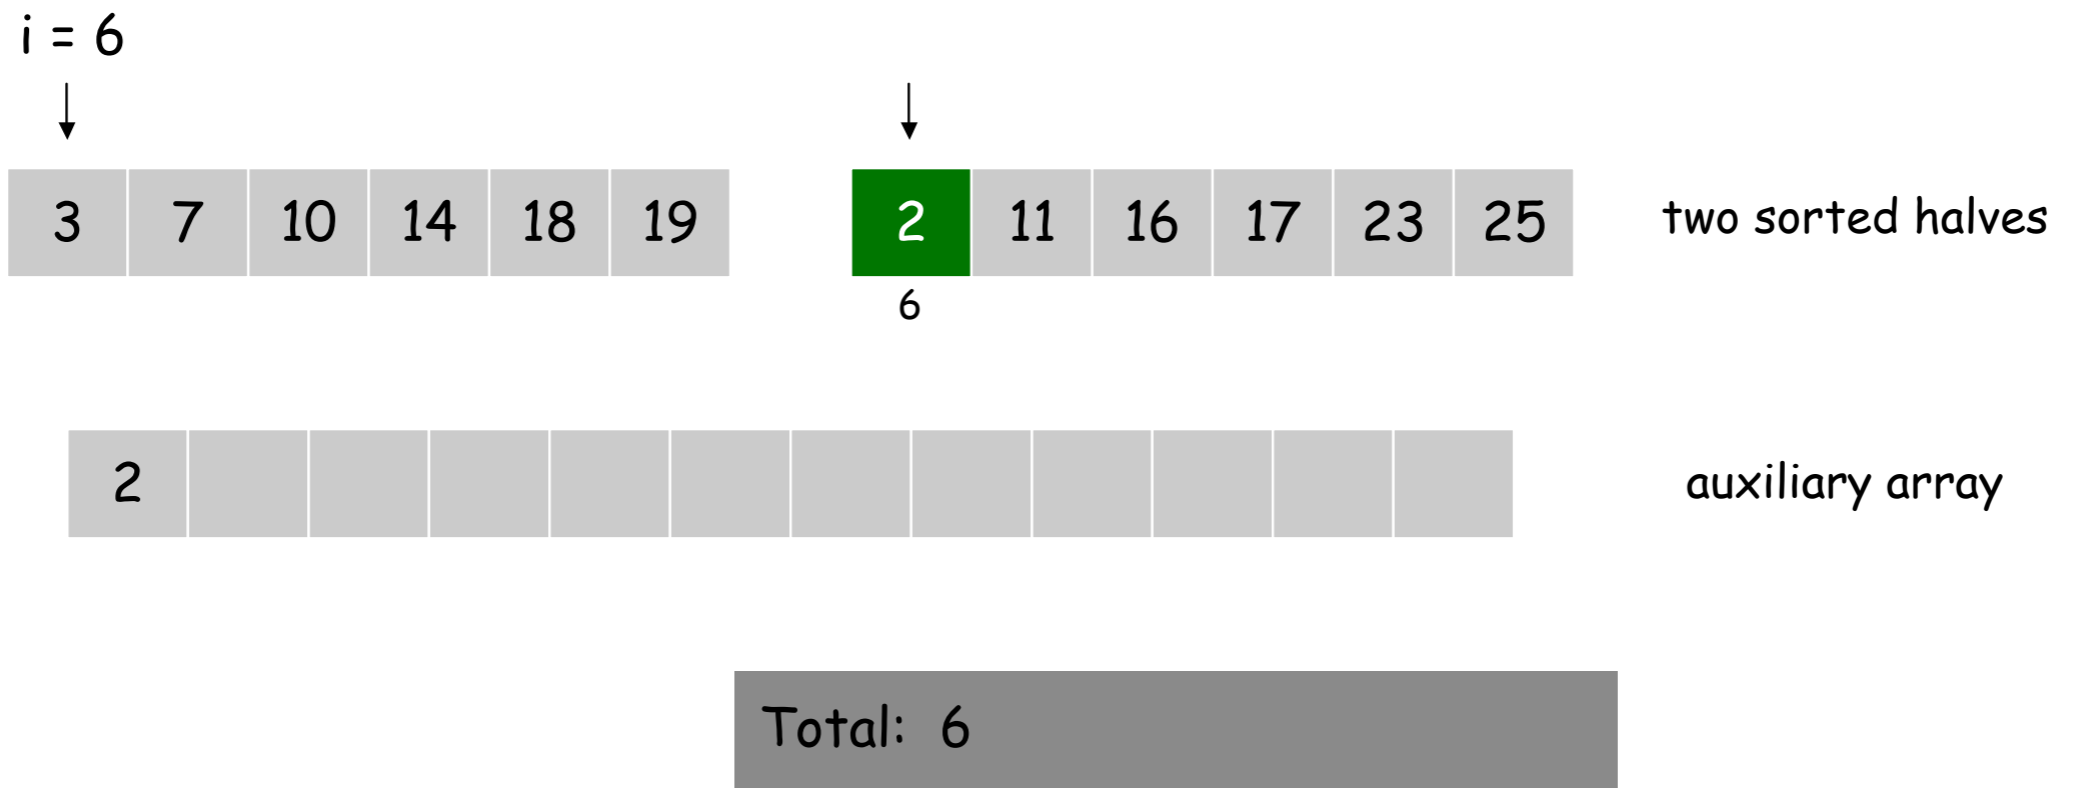 i = 6
3 7 10 14 18 19 2 11 16 17 23 25 two sorted halves
6
2 auxiliary array
Total: 6